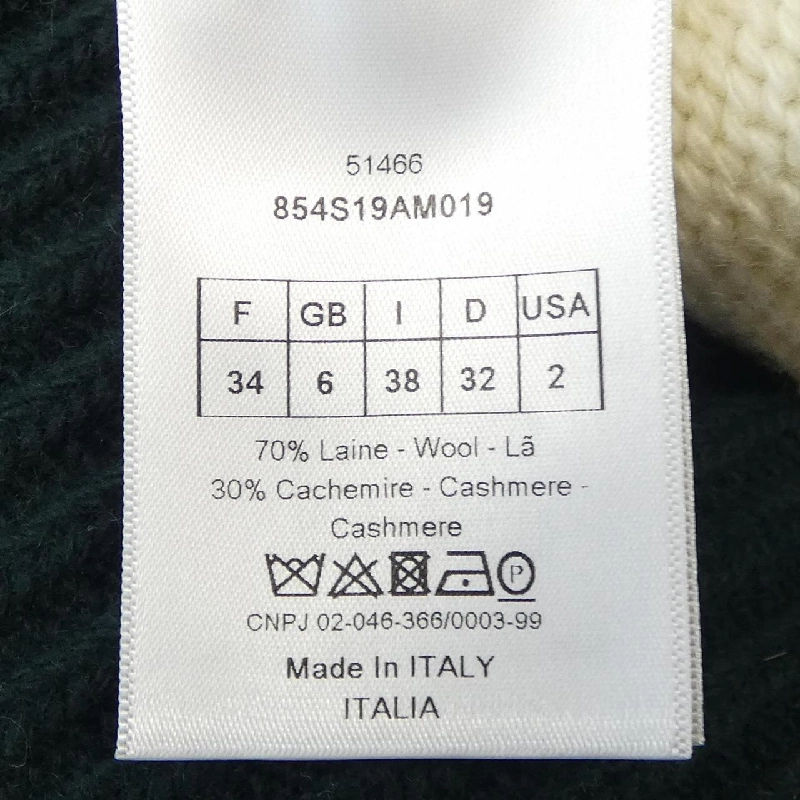 51466
854S19AM019
F GB I D USA
34 6 38 32 2
70% Laine - Wool - Lã
30% Cachemire - Cashmere -
Cashmere
P
CNPJ 02-046-366/0003-99
Made In ITALY
ITALIA